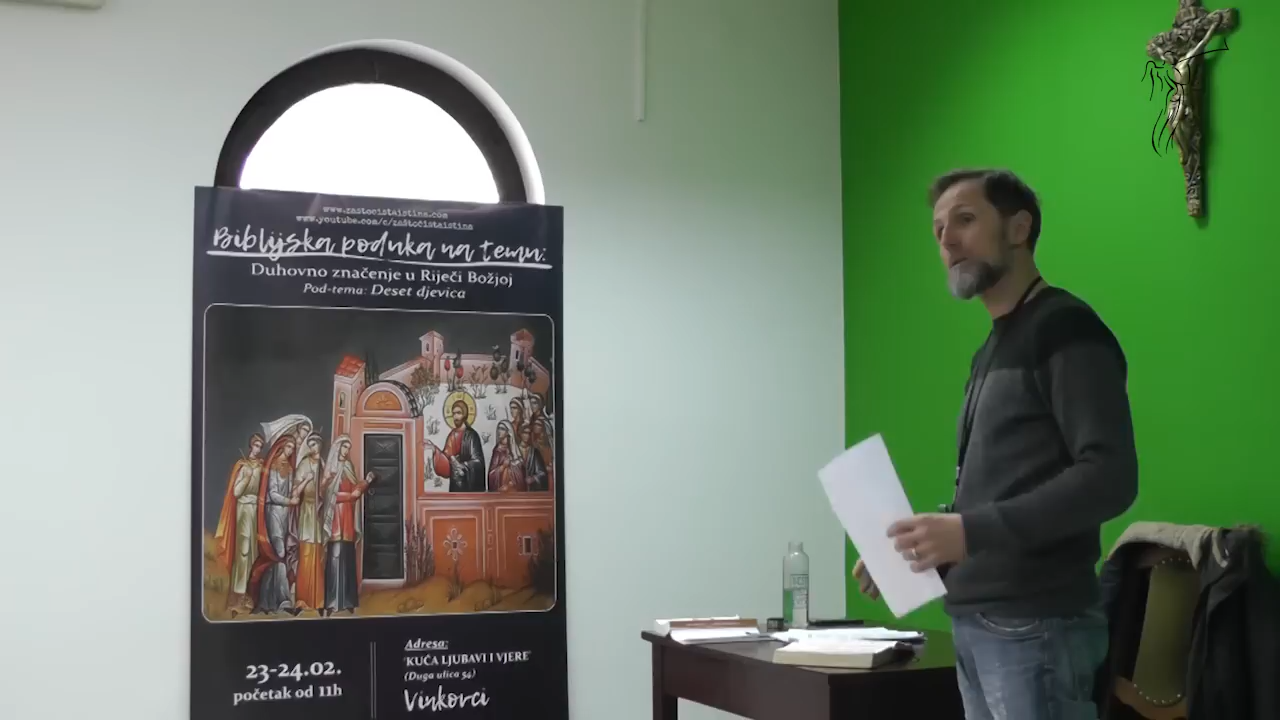 www.zastocistaistina.com
www.youtube.com/c/zaštočistaistina
Biblijska poduka na temu:
Duhovno značenje u Riječi Božjoj
Pod-tema: Deset djevica
23-24.02.
početak od 11h
Adresa:
'KUĆA LJUBAVI I VJERE'
(Duga ulica 54)
Vinkovci